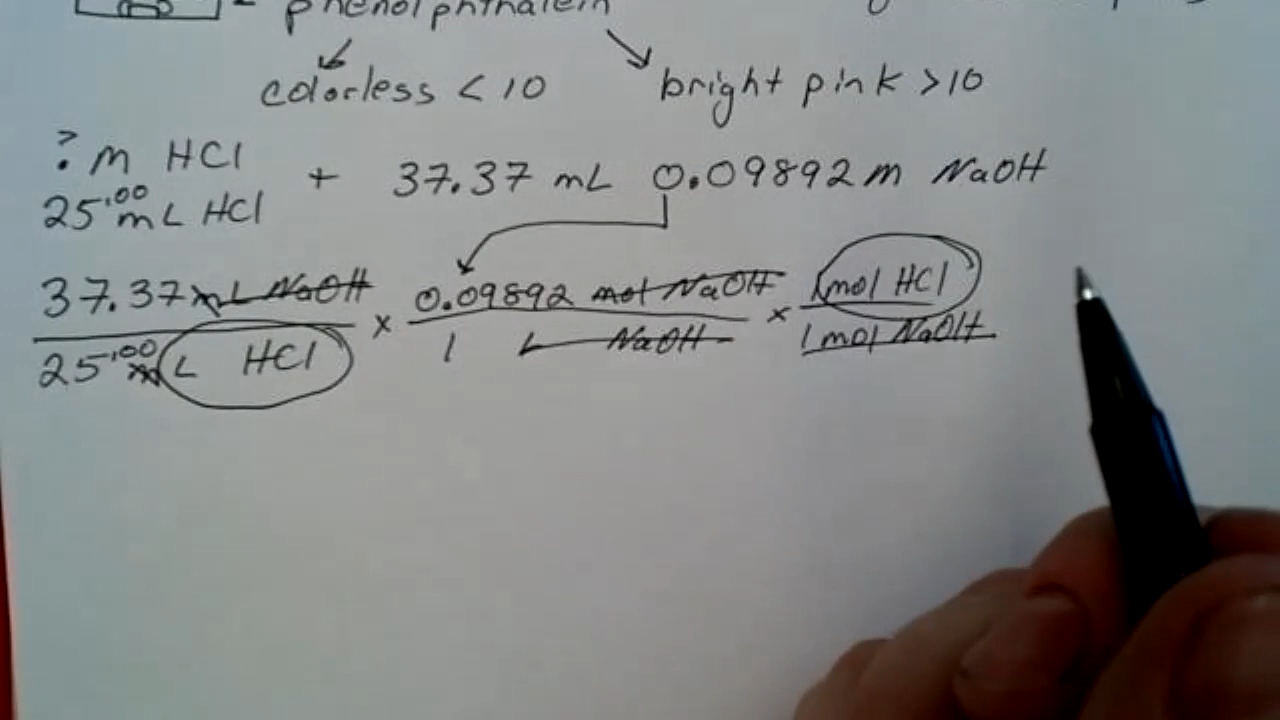 phenolphthalein
colorless < 10 bright pink > 10
? m HCl + 37.37 mL 0.09892 m NaOH
25.00 mL HCl
37.37 mL NaOH × 0.09892 mol NaOH × 1 mol HCl
25.00 mL HCl 1 L NaOH 1 mol NaOH